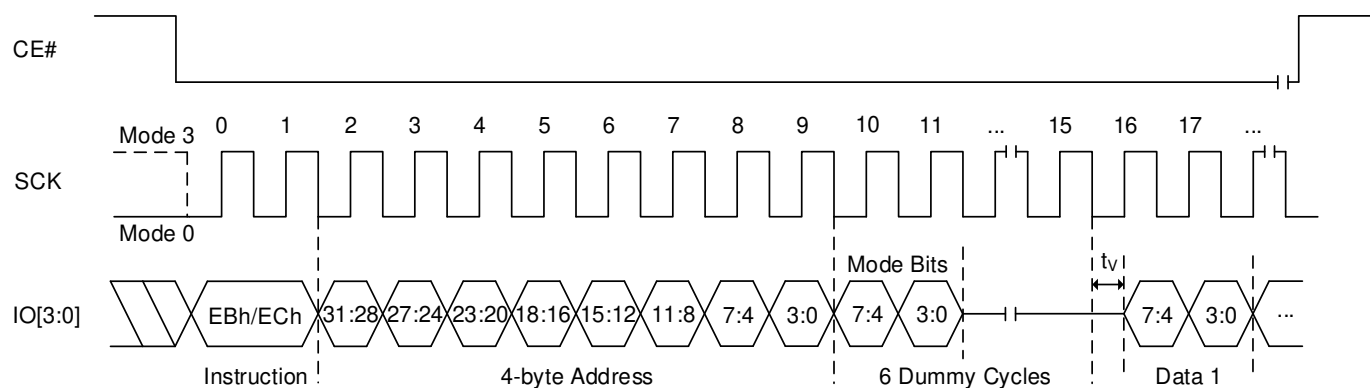 CE#
0 1 2 3 4 5 6 7 8 9 10 11 ... 15 16 17 ...
Mode 3
SCK
Mode 0
Mode Bits tV
IO[3:0] EBh/ECh 31:28 27:24 23:20 18:16 15:12 11:8 7:4 3:0 7:4 3:0 7:4 3:0 ...
Instruction 4-byte Address 6 Dummy Cycles Data 1